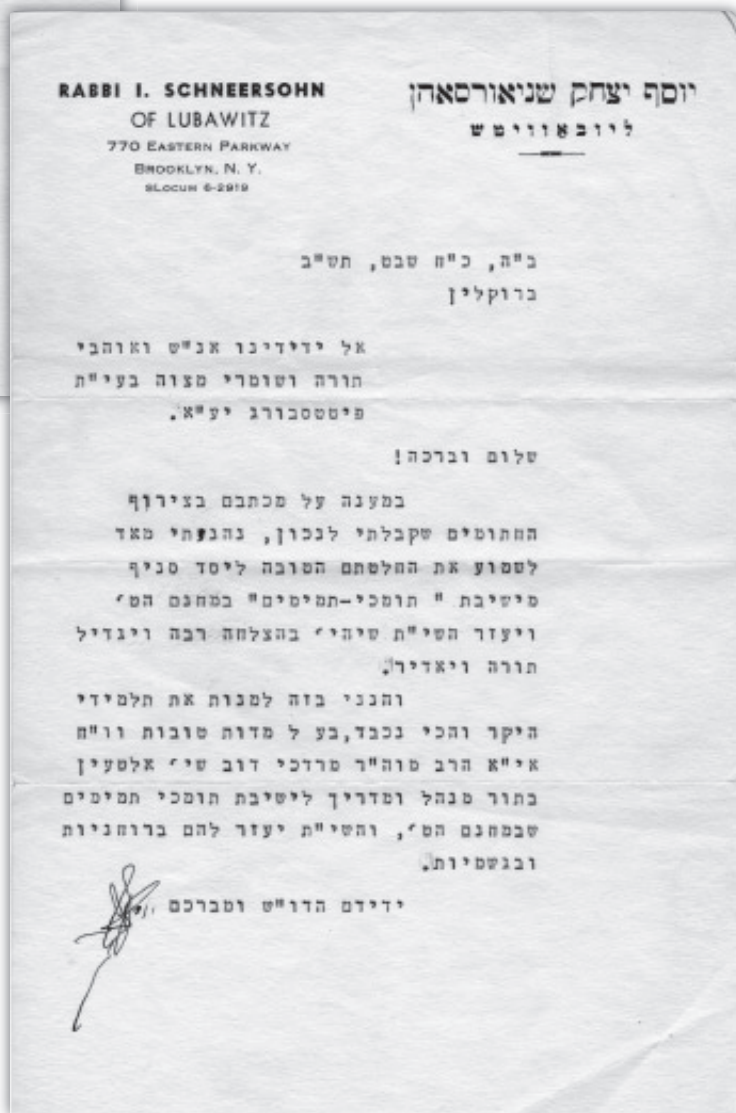 RABBI I. SCHNEERSOHN
OF LUBAWITZ
770 EASTERN PARKWAY
BROOKLYN, N. Y.
SLOCUM 6-2919
יוסף יצחק שניאורסאהן
ליובאוויטש
ב"ה, כ"ח שבט, תש"ב
ברוקלין
אל ידידינו אנ"ש ואוהבי
תורה ושומרי מצוה בעי"ת
פיטטסבורג יע"א.
שלום וברכה!
במענה על מכתבם בצירוף
החתומים שקבלתי לנכון, נהניתי מאד
לשמוע את החלטתם הטובה ליסד סניף
מישיבת " תומכי-תמימים" במחנם הט'
ויעזר השי"ת שיהי' בהצלחה רבה ויגדיל
תורה ויאדיר.
והנני בזה למנות את תלמידי
היקר והכי נכבד,בע ל מדות טובות וו"ח
אי"א הרב מוה"ר מרדכי דוב שי' אלטעין
בתור מנהל ומדריך לישיבת תומכי תמימים
שבמחנם הט', והשי"ת יעזר להם ברוחניות
ובגשמיות.
ידידם הדו"ש ומברכם